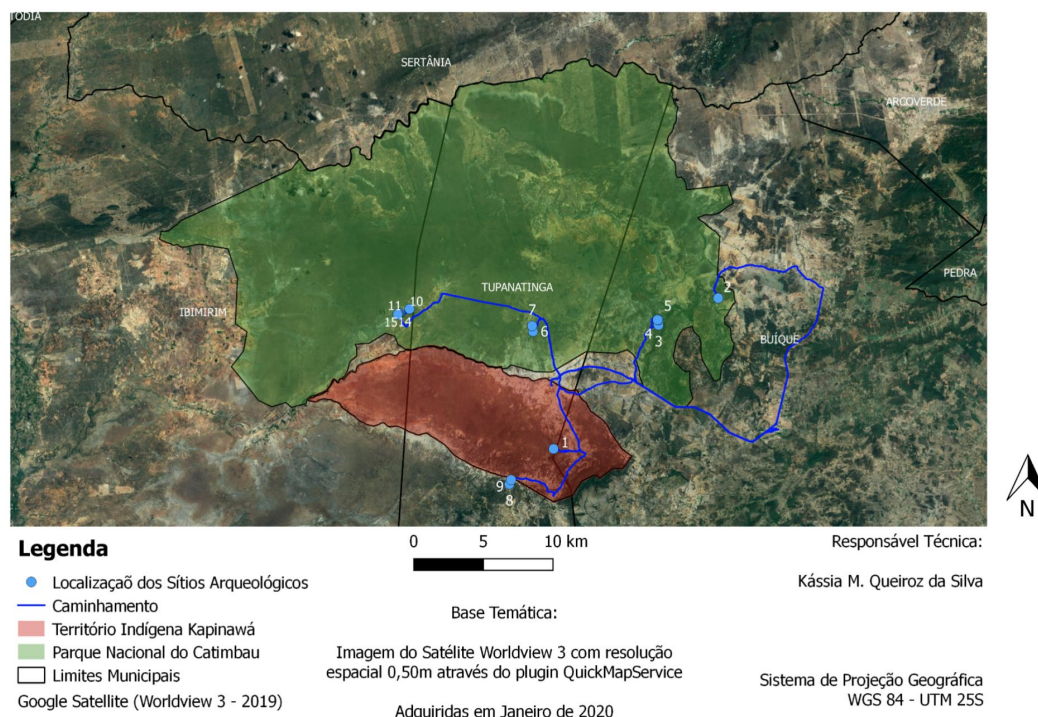 TODIA
SERTÂNIA
ARCOVERDE
PEDRA
TUPANATINGA
IBIMIRIM
BUÍQUE
11 10
1514
7
6
5
4
3
2
1
9
8
N
Legenda
Localizaçaõ dos Sítios Arqueológicos
Caminhamento
Território Indígena Kapinawá
Parque Nacional do Catimbau
Limites Municipais
Google Satellite (Worldview 3 - 2019)
0 5 10 km
Base Temática:
Imagem do Satélite Worldview 3 com resolução
espacial 0,50m através do plugin QuickMapService
Adquiridas em Janeiro de 2020
Responsável Técnica:
Kássia M. Queiroz da Silva
Sistema de Projeção Geográfica
WGS 84 - UTM 25S